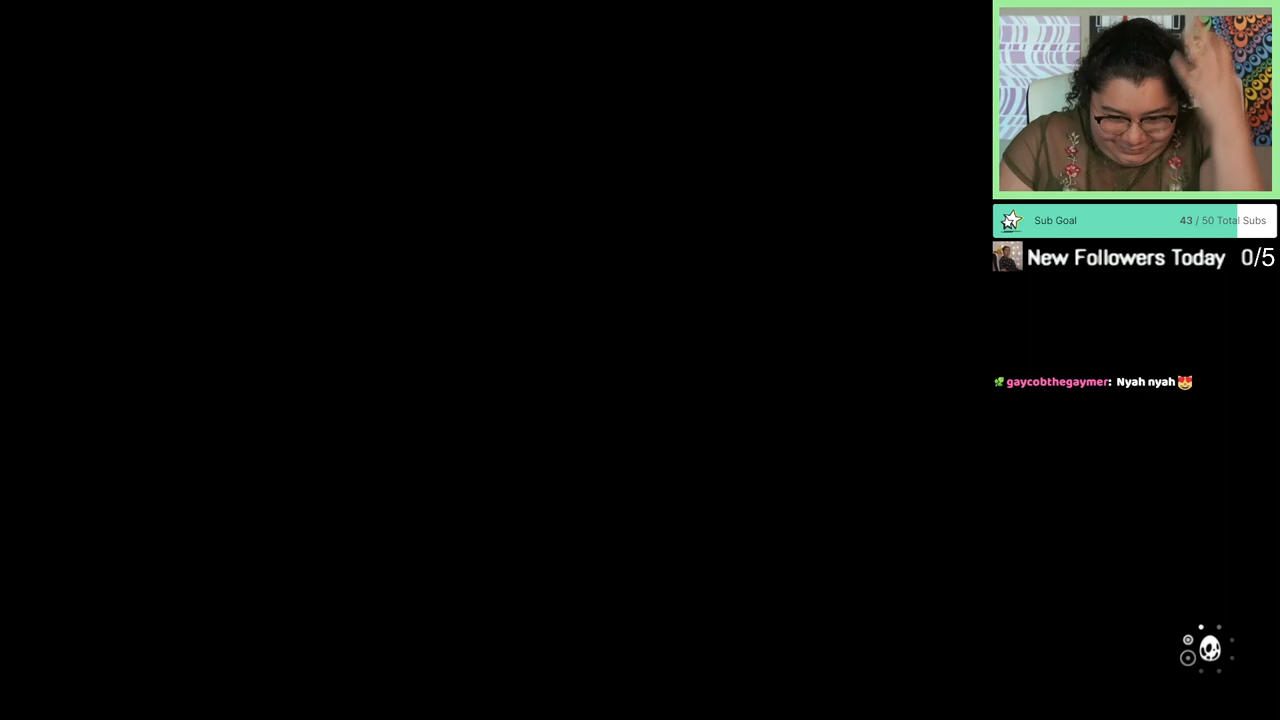 Sub Goal 43 / 50 Total Subs
New Followers Today 0/5
gaycobthegaymer: Nyah nyah 😻